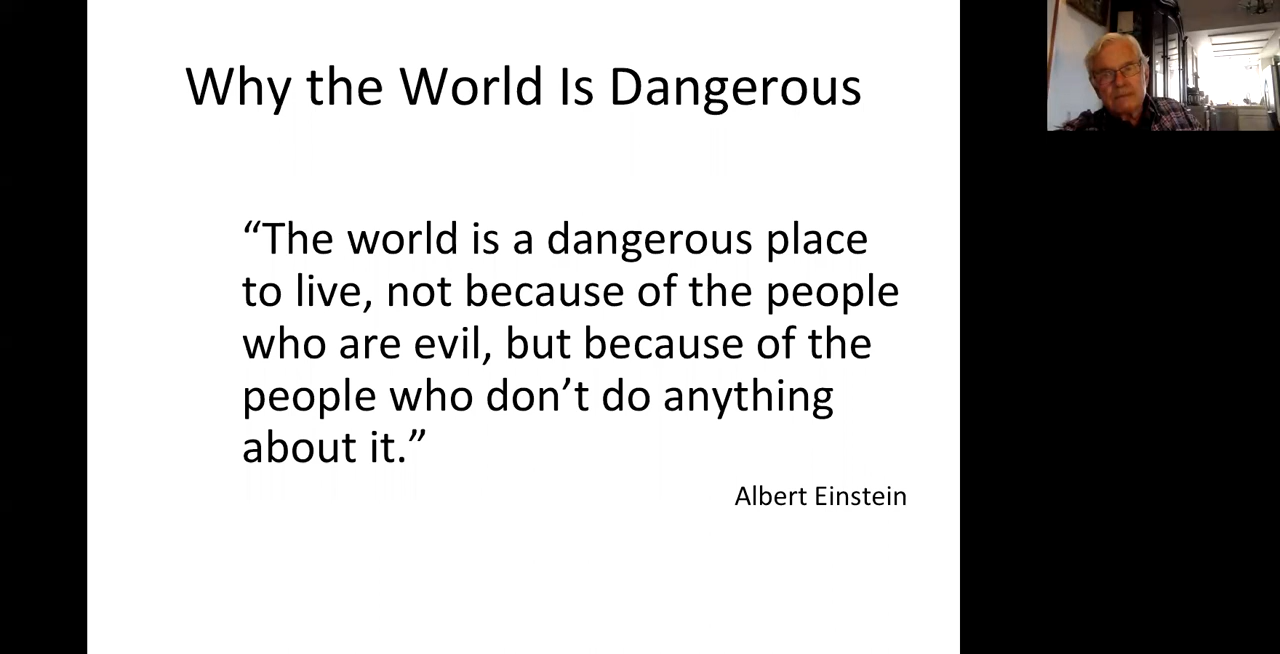 Why the World Is Dangerous
“The world is a dangerous place
to live, not because of the people
who are evil, but because of the
people who don’t do anything
about it.”
Albert Einstein